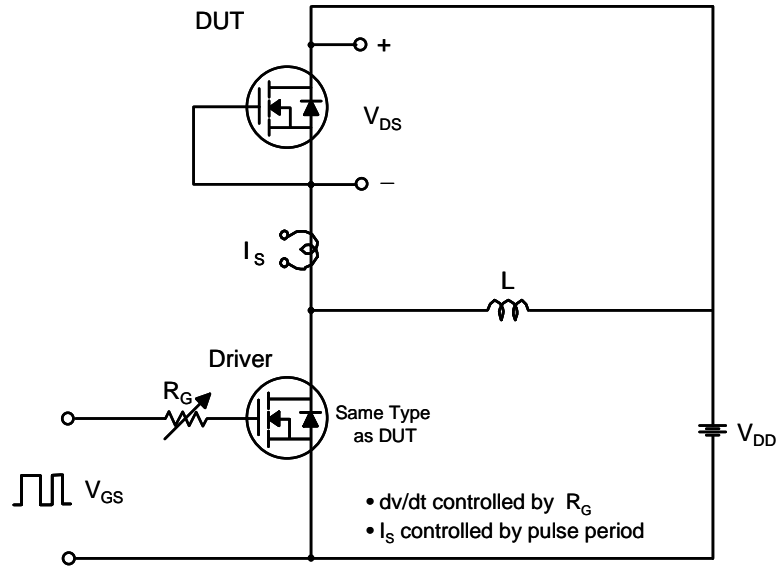 DUT
+
V_DS
–
I_S
L
Driver
R_G
Same Type
as DUT
V_DD
V_GS
• dv/dt controlled by R_G
• I_S controlled by pulse period